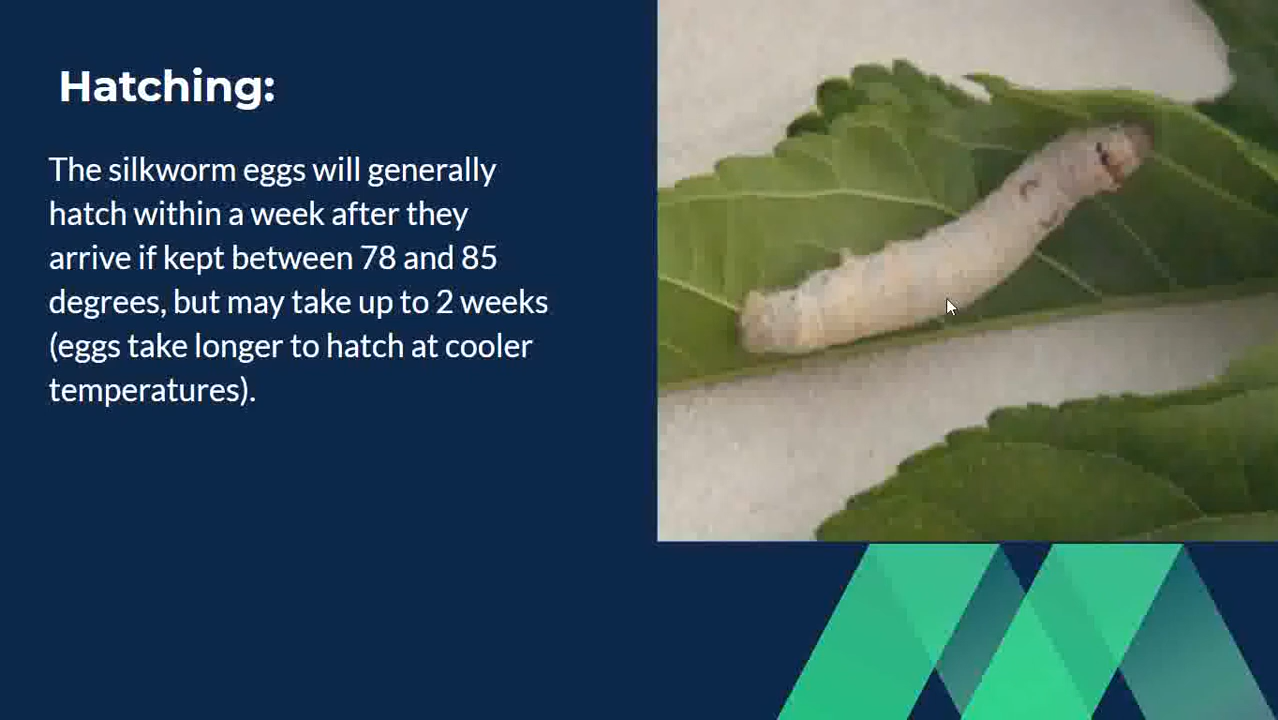 Hatching:
The silkworm eggs will generally
hatch within a week after they
arrive if kept between 78 and 85
degrees, but may take up to 2 weeks
(eggs take longer to hatch at cooler
temperatures).